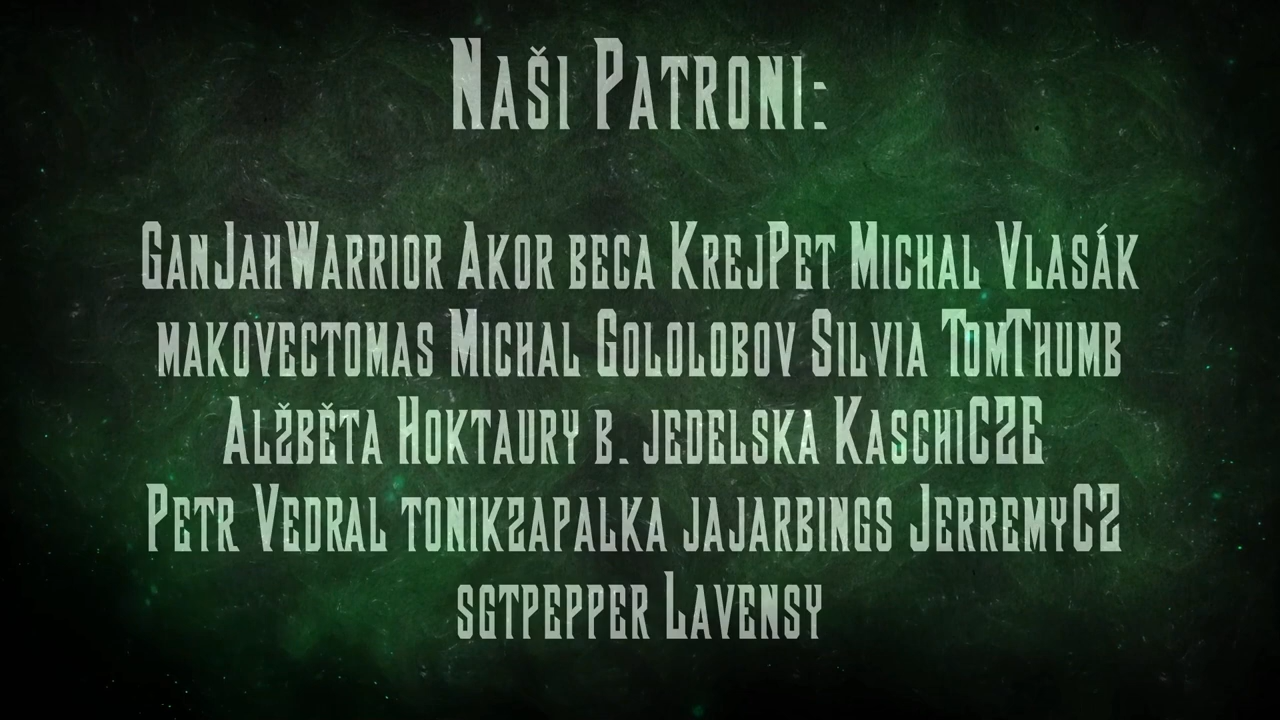 Naši Patroni:
GanJahWarrior Akor beca KrejPet Michal Vlasák
makovectomas Michal Gololobov Silvia TomThumb
Alžběta Hoktaury b. jedelská KaschiCZE
Petr Vedral tonikzapalka jajarbings JerremyCZ
sgtpepper Lavensy